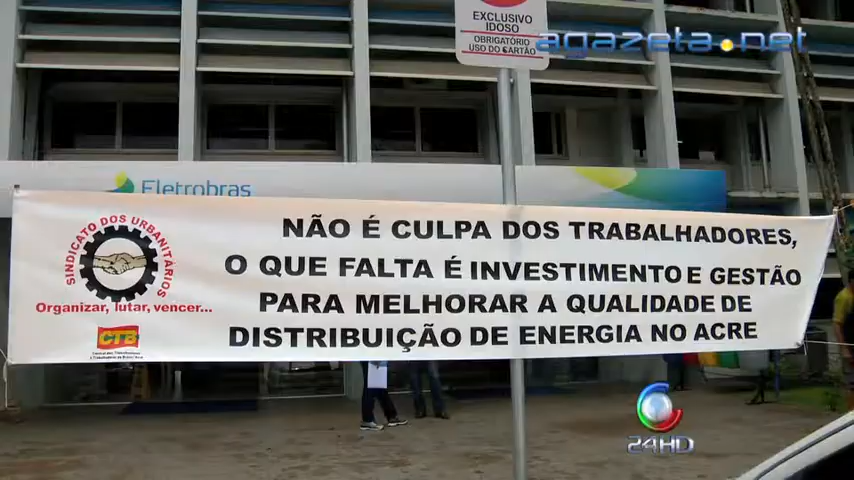 EXCLUSIVO
IDOSO
OBRIGATÓRIO
USO DO CARTÃO
agazeta.net
Eletrobras
SINDICATO DOS URBANITÁRIOS
Organizar, lutar, vencer...
CTB
NÃO É CULPA DOS TRABALHADORES,
O QUE FALTA É INVESTIMENTO E GESTÃO
PARA MELHORAR A QUALIDADE DE
DISTRIBUIÇÃO DE ENERGIA NO ACRE
24HD